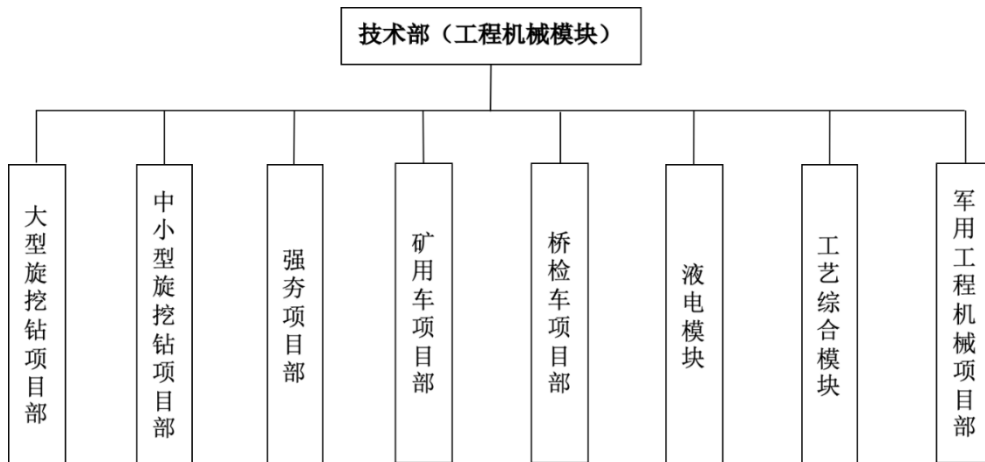 技术部（工程机械模块）
大型旋挖钻项目部
中小型旋挖钻项目部
强夯项目部
矿用车项目部
桥检车项目部
液电模块
工艺综合模块
军用工程机械项目部